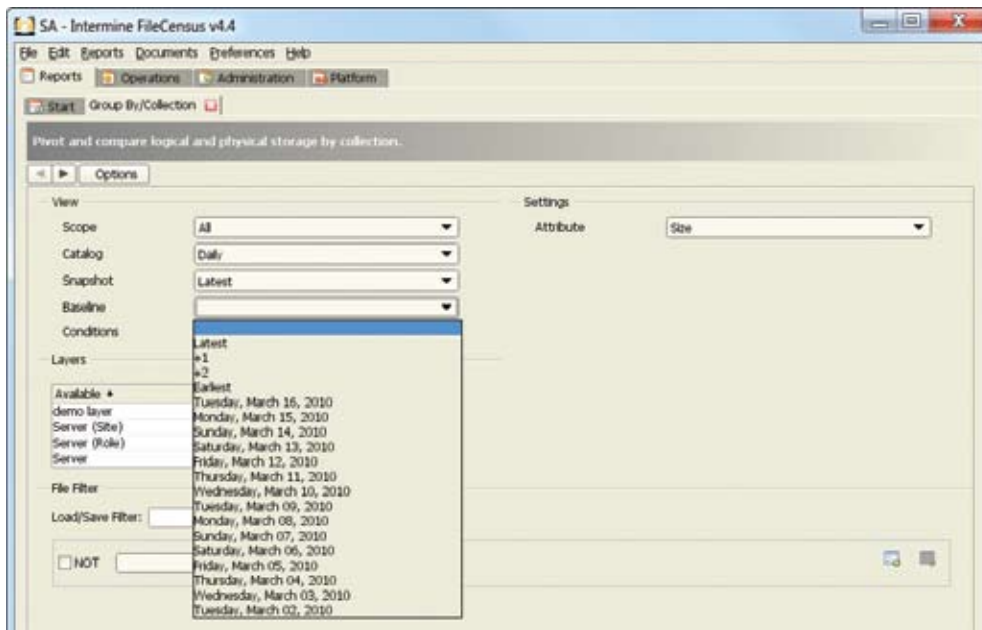 SA - Intermine FileCensus v4.4
File Edit Reports Documents Preferences Help
Reports Operations Administration Platform
Start Group By/Collection
Pivot and compare logical and physical storage by collection.
Options
View Settings
Scope All Attribute Size
Catalog Daily
Snapshot Latest
Baseline
Conditions
Latest
+1
+2
Earliest
Tuesday, March 16, 2010
Monday, March 15, 2010
Sunday, March 14, 2010
Saturday, March 13, 2010
Friday, March 12, 2010
Thursday, March 11, 2010
Wednesday, March 10, 2010
Tuesday, March 09, 2010
Monday, March 08, 2010
Sunday, March 07, 2010
Saturday, March 06, 2010
Friday, March 05, 2010
Thursday, March 04, 2010
Wednesday, March 03, 2010
Tuesday, March 02, 2010
Layers
Available
demo layer
Server (Site)
Server (Role)
Server
File Filter
Load/Save Filter:
NOT